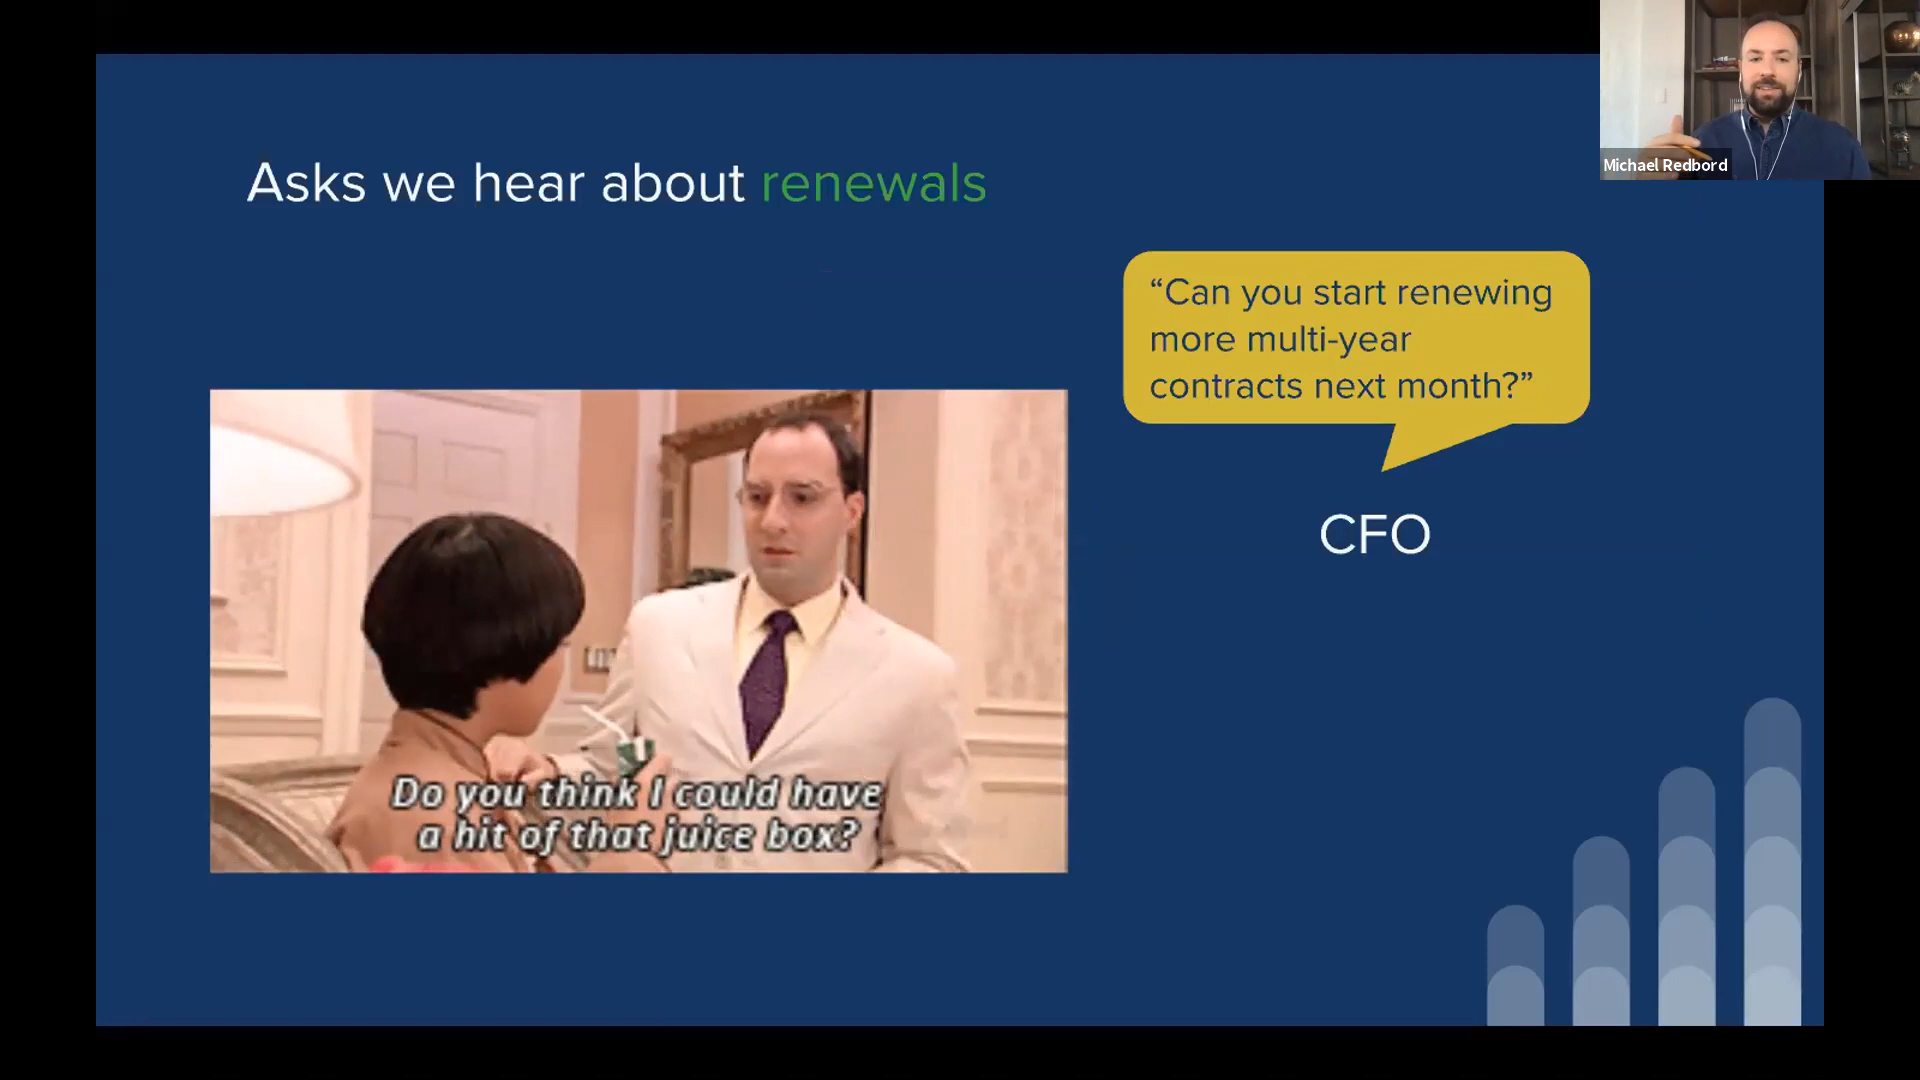 Michael Redbord
Asks we hear about renewals
“Can you start renewing
more multi-year
contracts next month?”
CFO
Do you think I could have
a hit of that juice box?